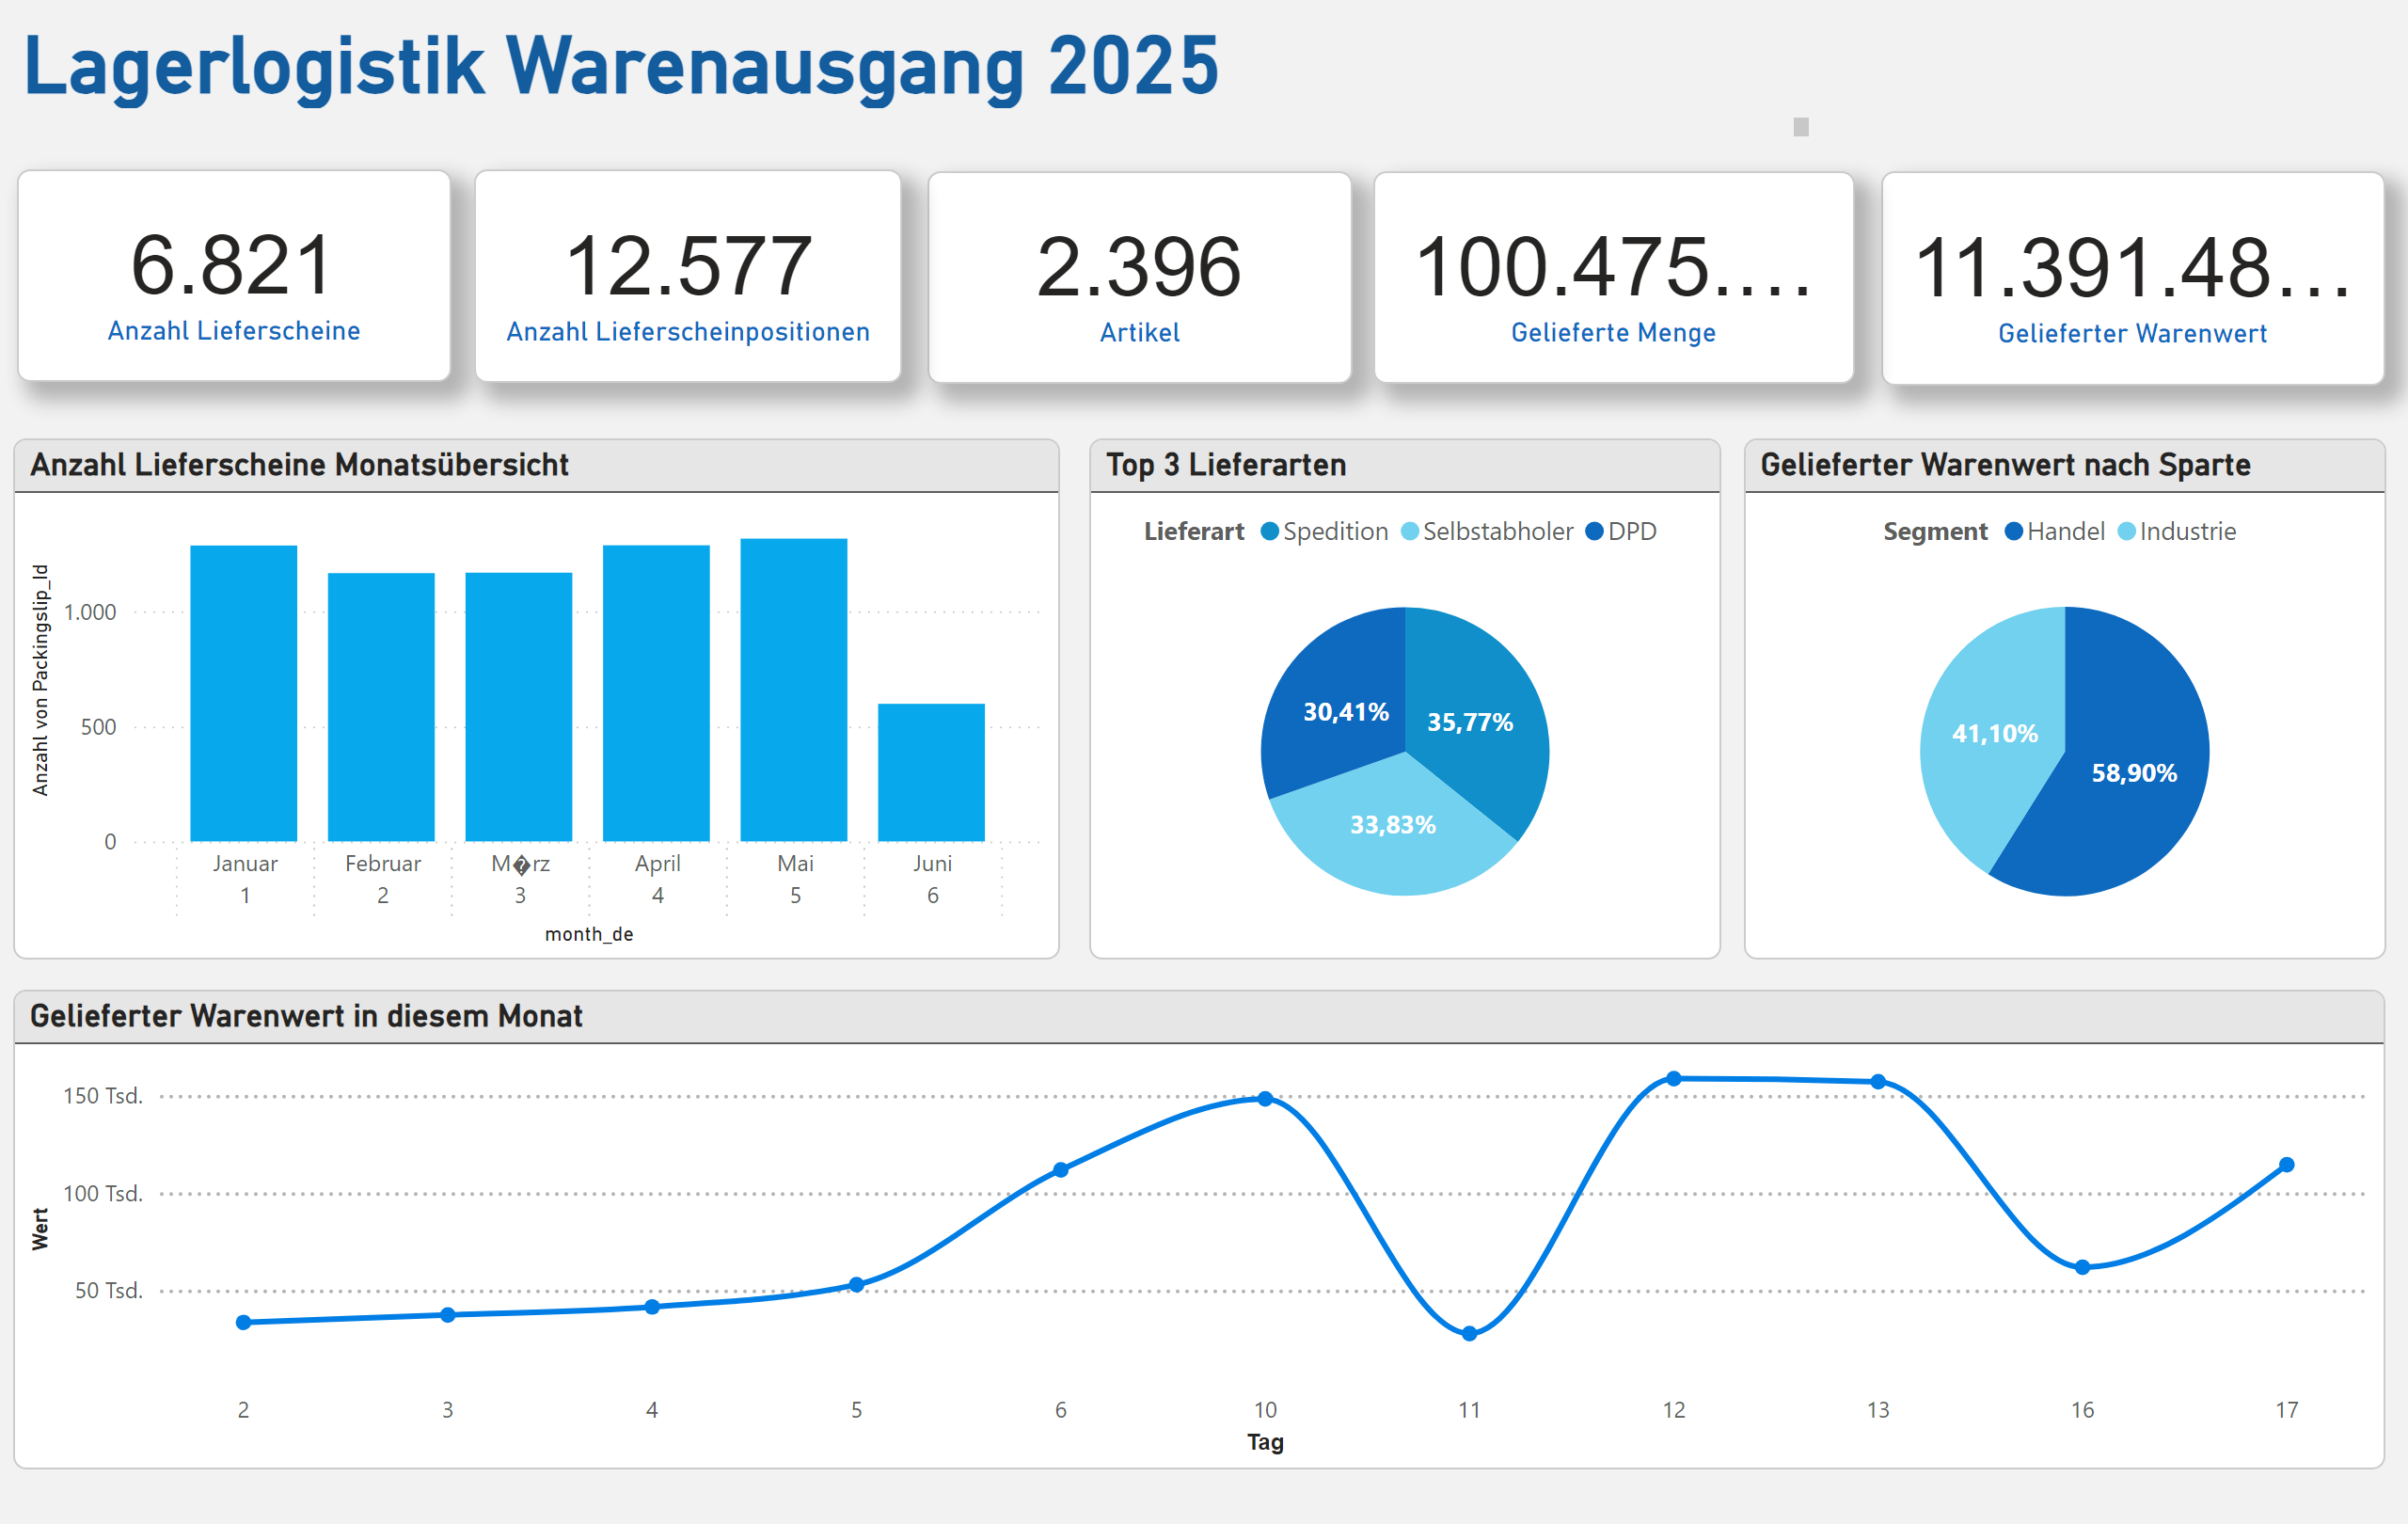 Lagerlogistik Warenausgang 2025
6.821
Anzahl Lieferscheine
12.577
Anzahl Lieferscheinpositionen
2.396
Artikel
100.475....
Gelieferte Menge
11.391.48...
Gelieferter Warenwert
Anzahl Lieferscheine Monatsübersicht
Anzahl von Packingslip_Id
1.000
500
0
Januar Februar M�rz April Mai Juni
1 2 3 4 5 6
month_de
Top 3 Lieferarten
Lieferart Spedition Selbstabholer DPD
30,41% 35,77%
33,83%
Gelieferter Warenwert nach Sparte
Segment Handel Industrie
41,10%
58,90%
Gelieferter Warenwert in diesem Monat
Wert
150 Tsd.
100 Tsd.
50 Tsd.
2 3 4 5 6 10 11 12 13 16 17
Tag